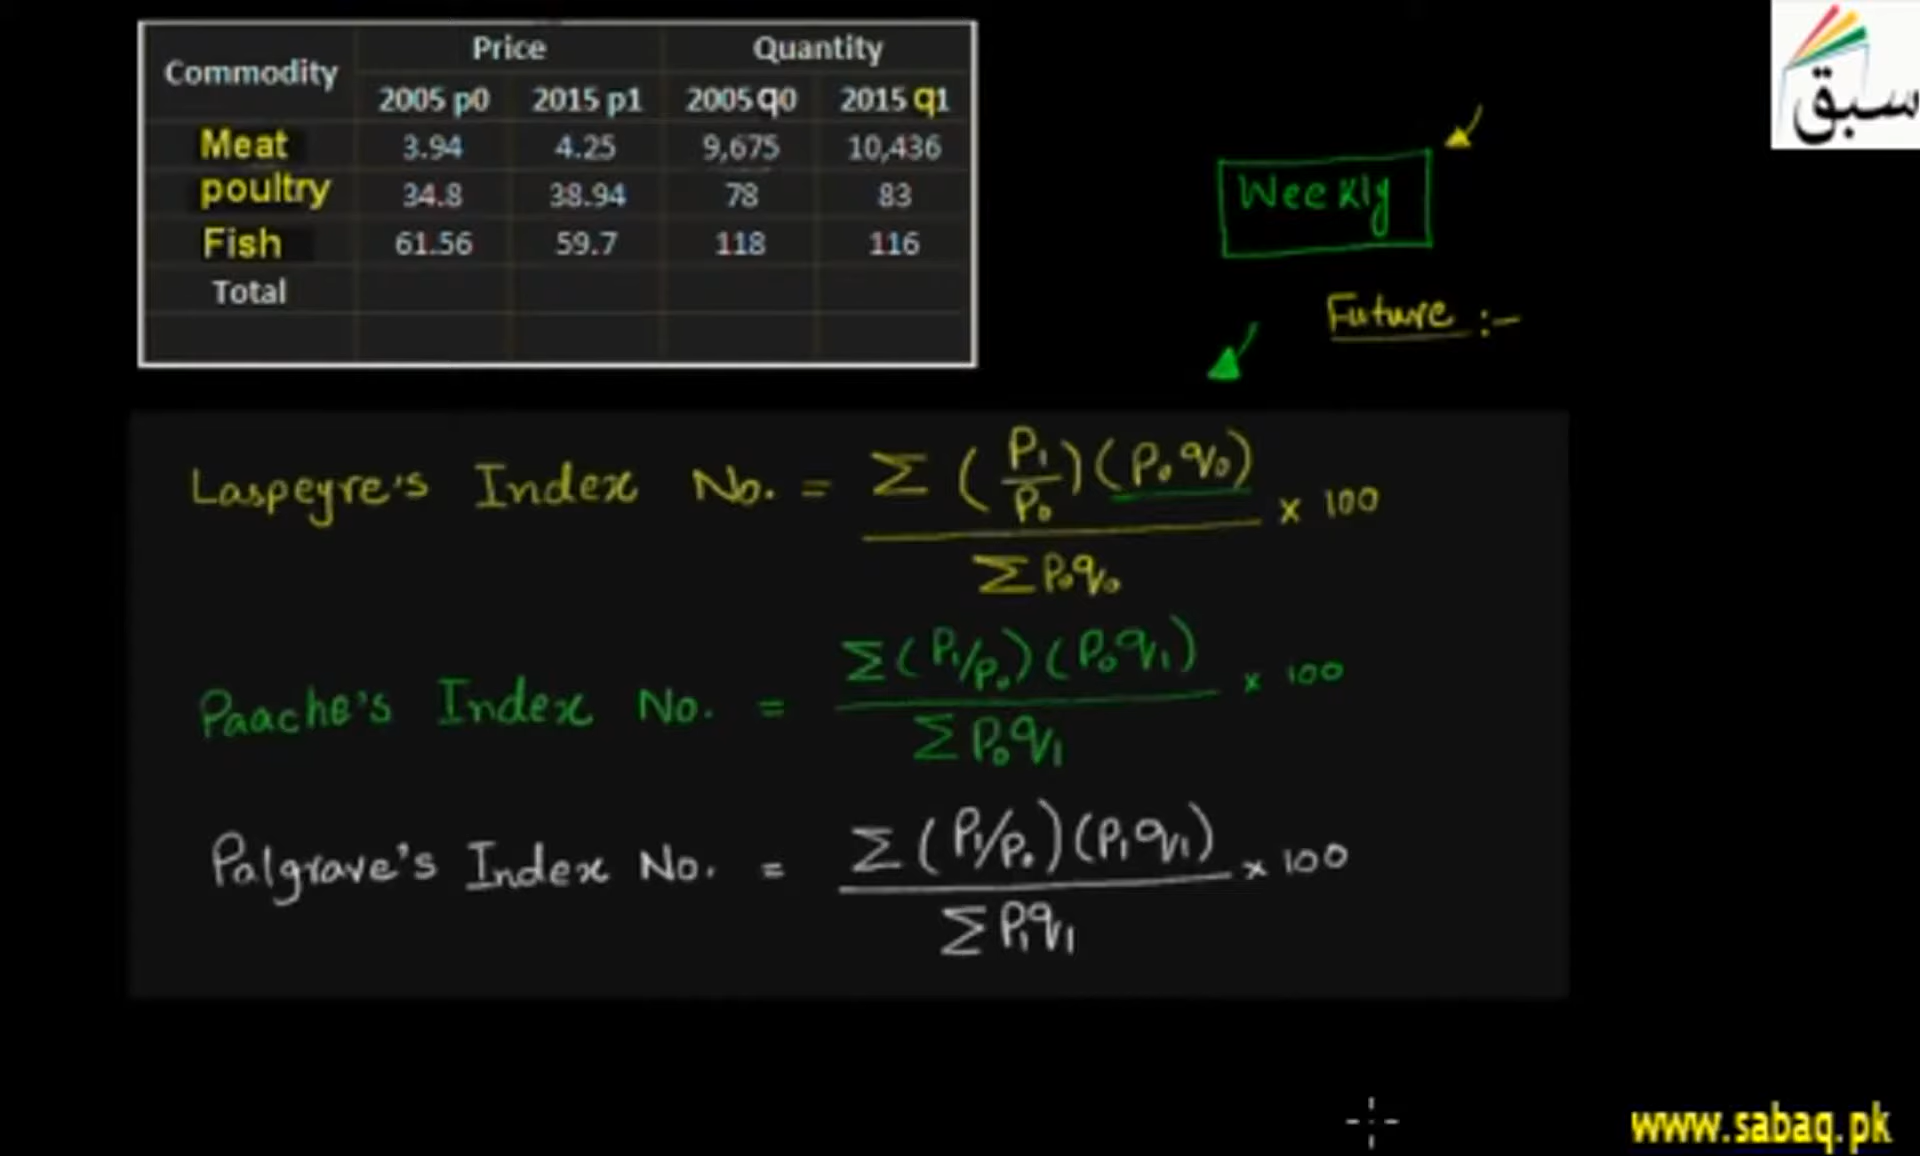 Commodity Price Quantity
2005 p0 2015 p1 2005 q0 2015 q1
Meat 3.94 4.25 9,675 10,436
poultry 34.8 38.94 78 83
Fish 61.56 59.7 118 116
Total
سبق
Weekly
Future :-
Laspeyre's Index No. = Σ (P₁/P₀)(P₀q₀) / ΣP₀q₀ × 100
Paache's Index No. = Σ(P₁/P₀)(P₀q₁) / ΣP₀q₁ × 100
Palgrave's Index No. = Σ(P₁/P₀)(P₁q₁) / ΣP₁q₁ × 100
www.sabaq.pk